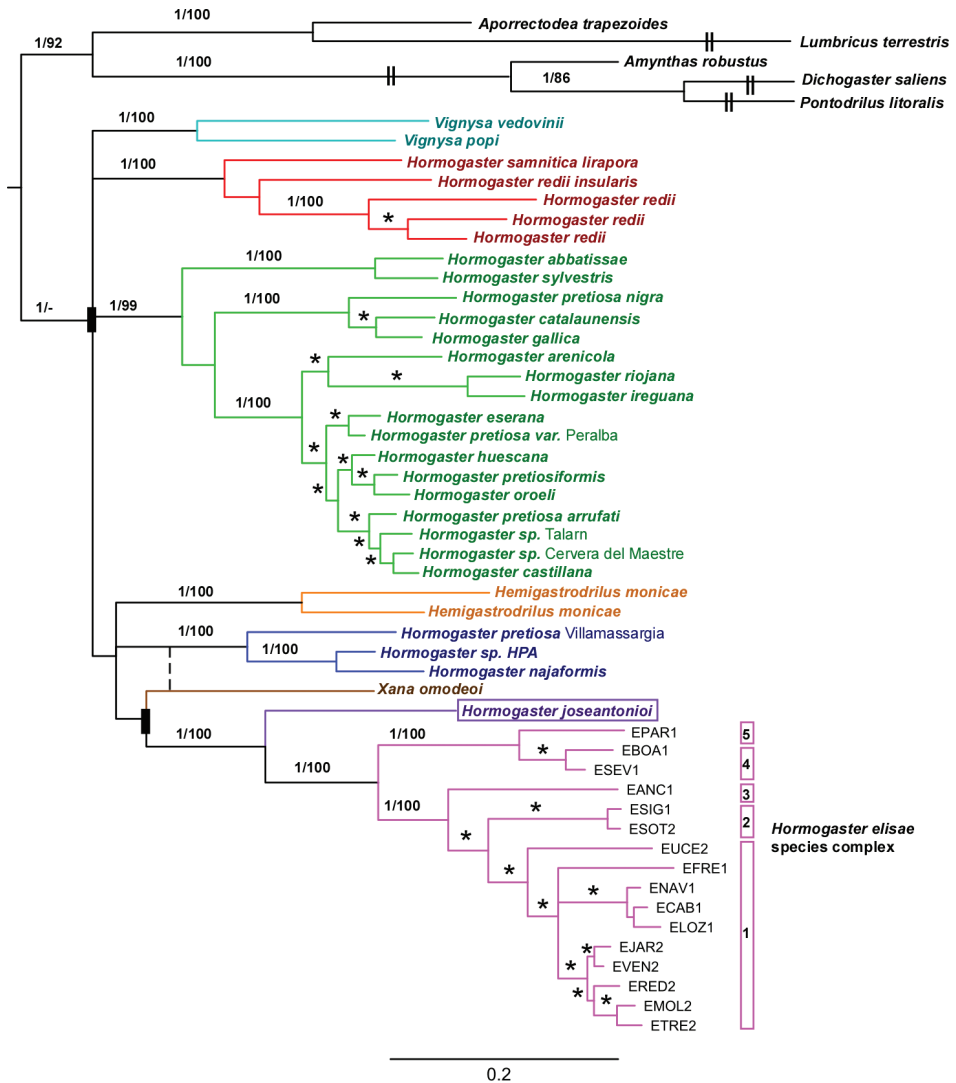 1/100
Aporrectodea trapezoides
1/92
Lumbricus terrestris
1/100
Amynthas robustus
1/86
Dichogaster saliens
Pontodrilus litoralis
1/100
Vignysa vedovinii
Vignysa popi
1/100
Hormogaster samnitica lirapora
Hormogaster redii insularis
1/100
Hormogaster redii
*
Hormogaster redii
Hormogaster redii
1/100
Hormogaster abbatissae
Hormogaster sylvestris
1/-
1/99
1/100
Hormogaster pretiosa nigra
*
Hormogaster catalaunensis
Hormogaster gallica
*
Hormogaster arenicola
*
Hormogaster riojana
Hormogaster ireguana
1/100
*
Hormogaster eserana
Hormogaster pretiosa var. Peralba
*
*
Hormogaster huescana
*
Hormogaster pretiosiformis
*
Hormogaster oroeli
*
Hormogaster pretiosa arrufati
Hormogaster sp. Talarn
*
Hormogaster sp. Cervera del Maestre
*
Hormogaster castillana
1/100
Hemigastrodrilus monicae
Hemigastrodrilus monicae
1/100
Hormogaster pretiosa Villamassargia
1/100
Hormogaster sp. HPA
Hormogaster najaformis
Xana omodeoi
Hormogaster joseantonioi
1/100
1/100
1/100
EPAR1
5
*
EBOA1
4
ESEV1
1/100
EANC1
3
*
ESIG1
2
ESOT2
*
Hormogaster elisae
species complex
EUCE2
*
EFRE1
*
ENAV1
*
ECAB1
ELOZ1
1
*
EJAR2
*
EVEN2
*
ERED2
*
EMOL2
ETRE2
0.2